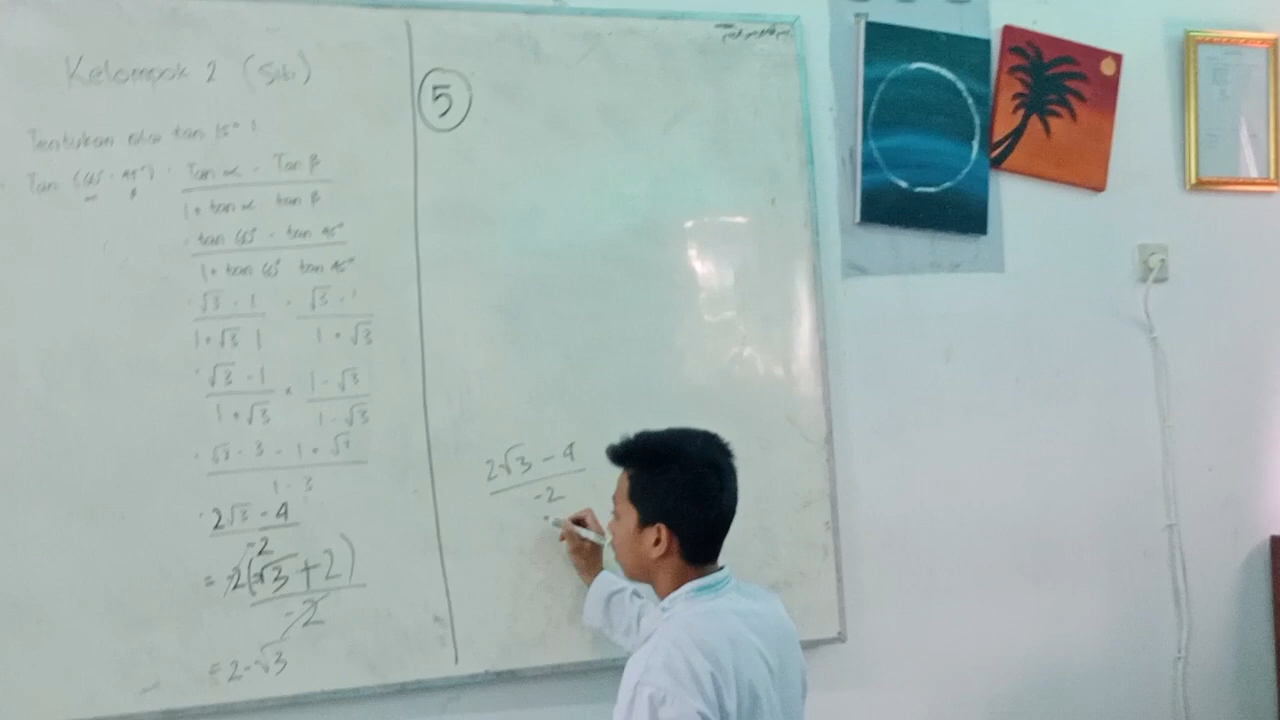 Kelompok 2 (Sobi)
Tentukan nilai tan 15° !
Tan (60° - 45°) = Tan α - Tan β
α β
1 + tan α tan β
= tan 60° - tan 45°
1 + tan 60° tan 45°
= √3 - 1 = √3 - 1
1 + √3 1 1 + √3
= √3 - 1 × 1 - √3
1 + √3 1 - √3
= √3 - 3 - 1 + √3
1 - 3
= 2√3 - 4
-2
= -2(-√3 + 2)
-2
= 2 - √3
5
2√3 - 4
-2